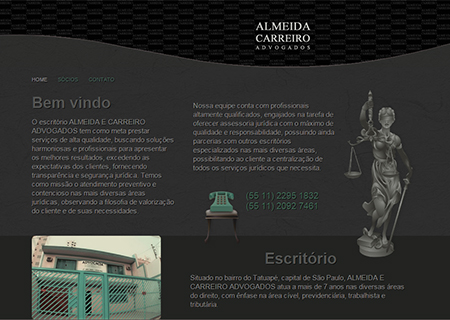 ALMEIDA
CARREIRO
ADVOGADOS
HOME SÓCIOS CONTATO
Bem vindo
O escritório ALMEIDA E CARREIRO
ADVOGADOS tem como meta prestar
serviços de alta qualidade, buscando soluções
harmoniosas e profissionais para apresentar
os melhores resultados, excedendo as
expectativas dos clientes, fornecendo
transparência e segurança jurídica. Temos
como missão o atendimento preventivo e
contencioso nas mais diversas áreas
jurídicas, observando a filosofia de valorização
do cliente e de suas necessidades.
Nossa equipe conta com profissionais
altamente qualificados, engajados na tarefa de
oferecer assessoria jurídica com o máximo de
qualidade e responsabilidade, possuindo ainda
parcerias com outros escritórios
especializados nas mais diversas áreas,
possibilitando ao cliente a centralização de
todos os serviços jurídicos que necessita.
(55 11) 2295 1832
(55 11) 2092 7461
Escritório
Situado no bairro do Tatuapé, capital de São Paulo, ALMEIDA E
CARREIRO ADVOGADOS atua a mais de 7 anos nas diversas áreas
do direito, com ênfase na área cível, previdenciária, trabalhista e
tributária.